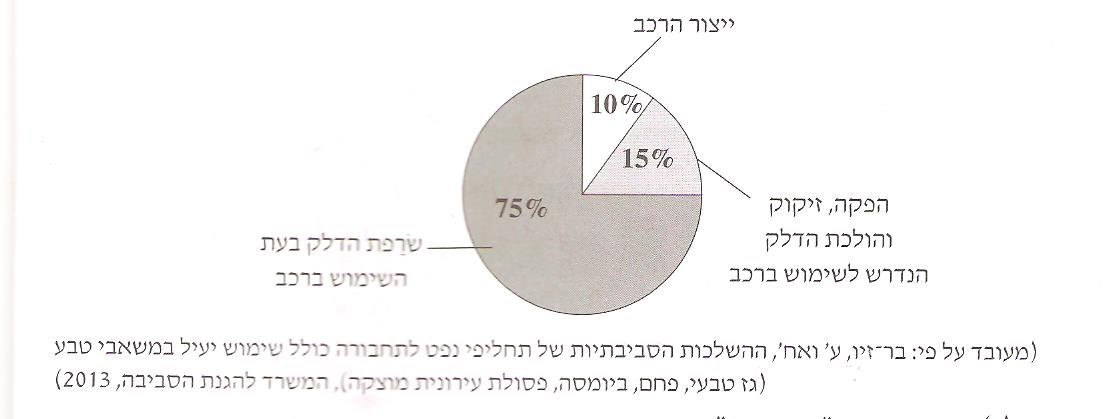 ייצור הרכב
10%
15%
75%
הפקה, זיקוק
והולכת הדלק
הנדרש לשימוש ברכב
שׂרֵפת הדלק בעת
השימוש ברכב
(מעובד על פי: בר־זיו, ע' ואח', ההשלכות הסביבתיות של תחליפי נפט לתחבורה כולל שימוש יעיל במשאבי טבע
(גז טבעי, פחם, ביומסה, פסולת עירונית מוצקה), המשרד להגנת הסביבה, 2013)